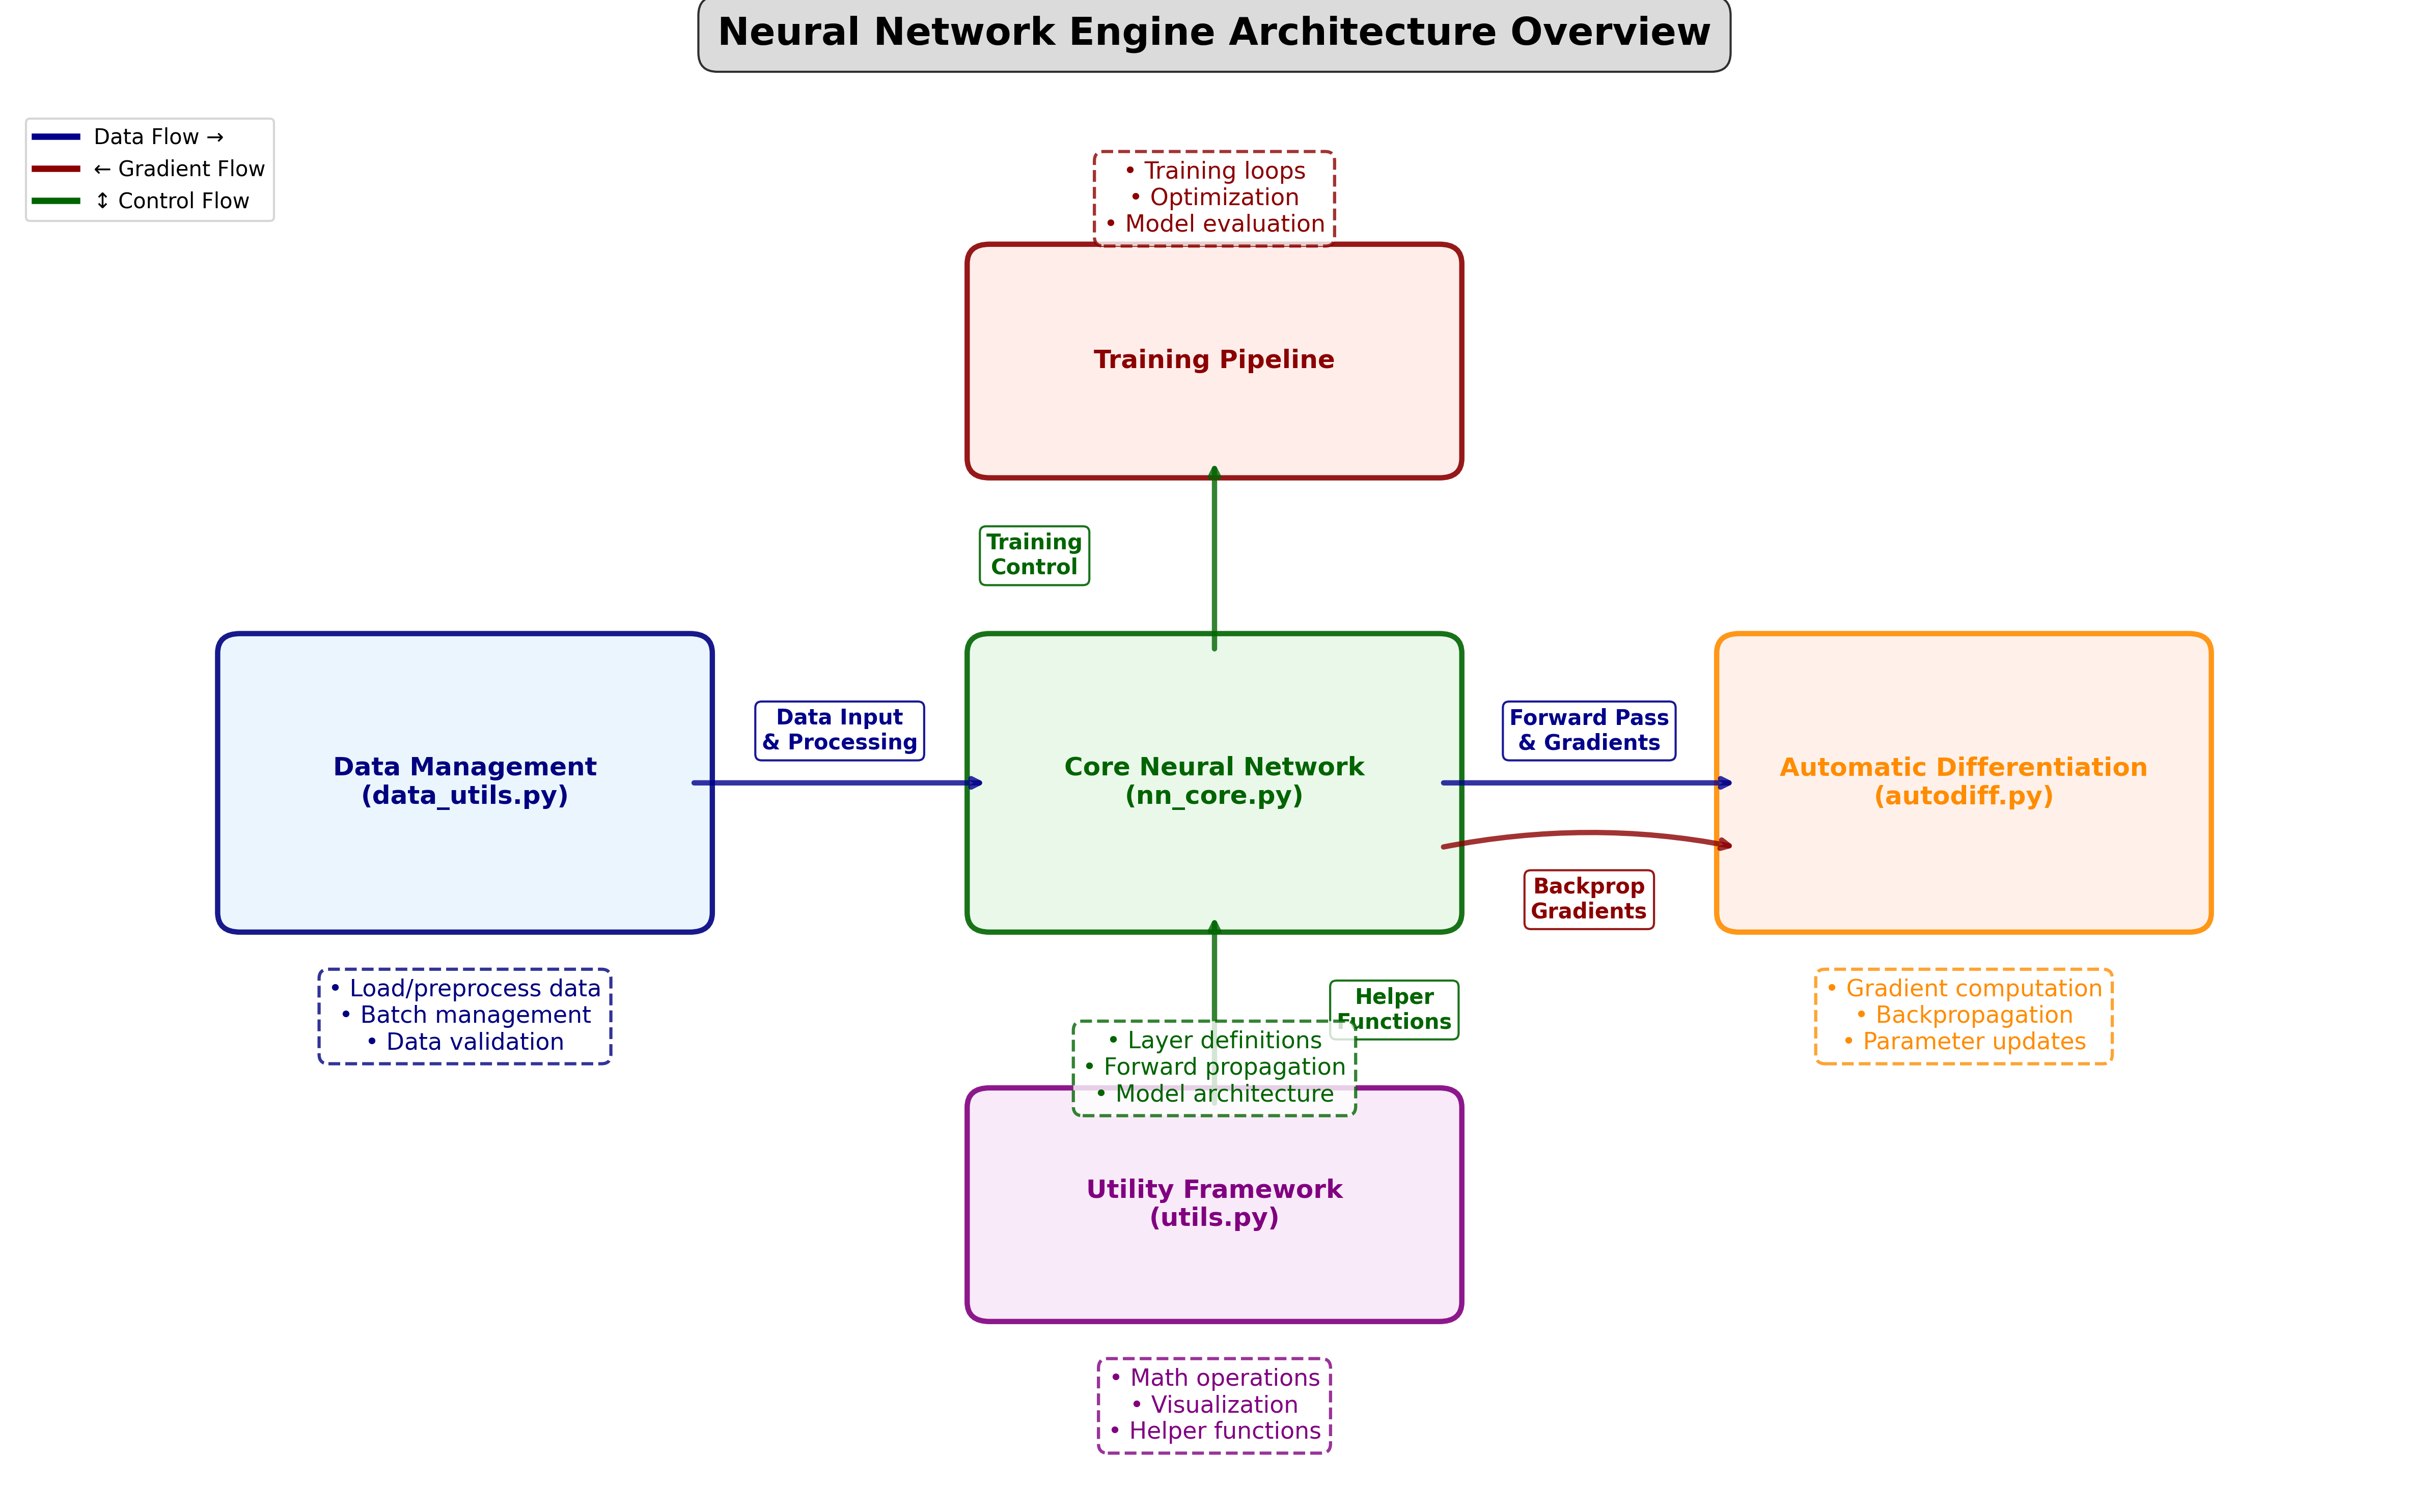 Neural Network Engine Architecture Overview
Data Flow →
← Gradient Flow
↕ Control Flow
• Training loops
• Optimization
• Model evaluation
Training Pipeline
Training
Control
Data Management
(data_utils.py)
Data Input
& Processing
Core Neural Network
(nn_core.py)
Forward Pass
& Gradients
Automatic Differentiation
(autodiff.py)
Backprop
Gradients
• Load/preprocess data
• Batch management
• Data validation
Helper
Functions
• Layer definitions
• Forward propagation
• Model architecture
• Gradient computation
• Backpropagation
• Parameter updates
Utility Framework
(utils.py)
• Math operations
• Visualization
• Helper functions